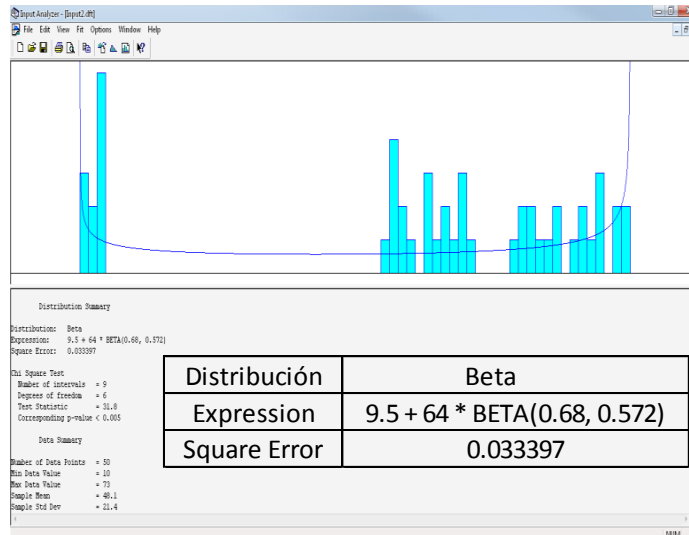 Input Analyzer - [Input2.dft]
File Edit View Fit Options Window Help
Distribution Summary
Distribution: Beta
Expression: 9.5 + 64 * BETA(0.68, 0.572)
Square Error: 0.033397
Chi Square Test
Number of intervals = 9
Degrees of freedom = 6
Test Statistic = 31.8
Corresponding p-value < 0.005
Data Summary
Number of Data Points = 50
Min Data Value = 10
Max Data Value = 73
Sample Mean = 48.1
Sample Std Dev = 21.4
Distribución Beta
Expression 9.5 + 64 * BETA(0.68, 0.572)
Square Error 0.033397
NUM